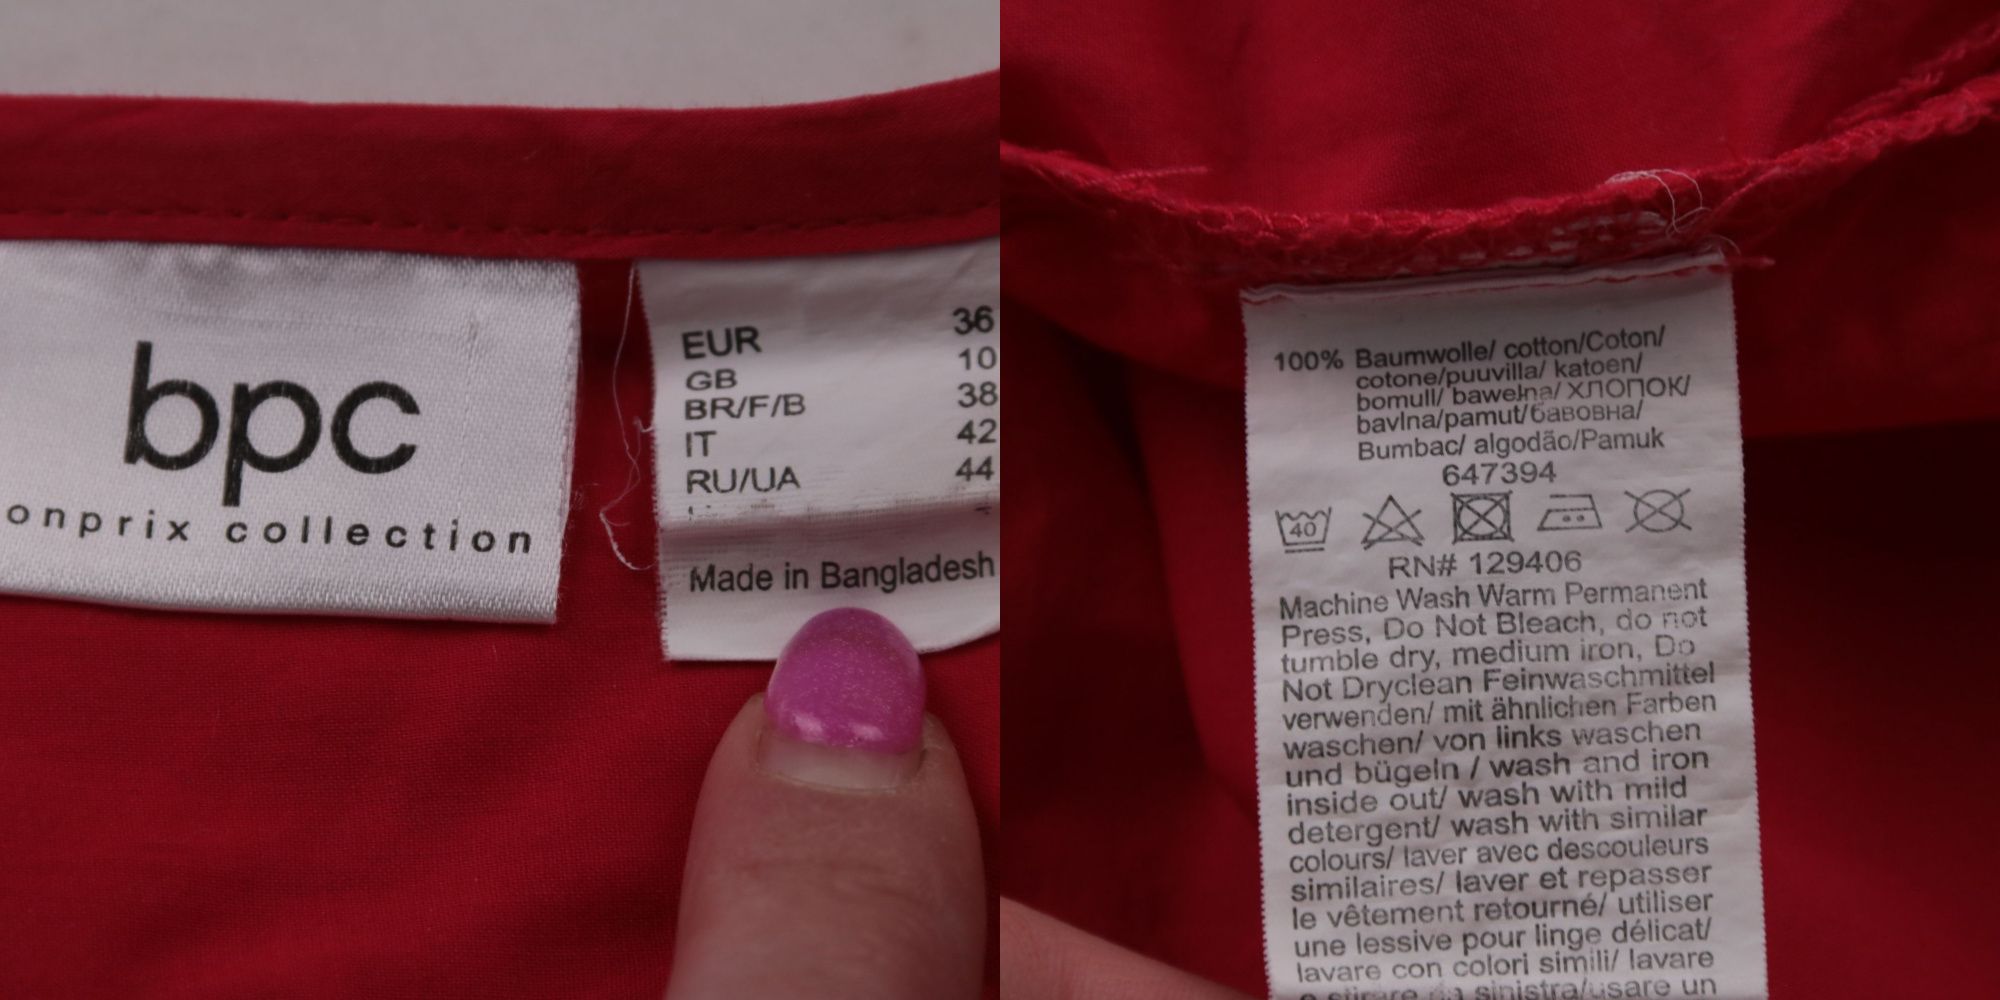 bpc
onprix collection
EUR 36
GB 10
BR/F/B 38
IT 42
RU/UA 44
Made in Bangladesh
100% Baumwolle/ cotton/Coton/
cotone/puuvilla/ katoen/
bomull/ bawełna/ ХЛОПОК/
bavlna/pamut/бавовна/
Bumbac/ algodão/Pamuk
647394
40
RN# 129406
Machine Wash Warm Permanent
Press, Do Not Bleach, do not
tumble dry, medium iron, Do
Not Dryclean Feinwaschmittel
verwenden/ mit ähnlichen Farben
waschen/ von links waschen
und bügeln / wash and iron
inside out/ wash with mild
detergent/ wash with similar
colours/ laver avec descouleurs
similaires/ laver et repasser
le vêtement retourné/ utiliser
une lessive pour linge délicat/
lavare con colori simili/ lavare
e stirare da sinistra/usare un